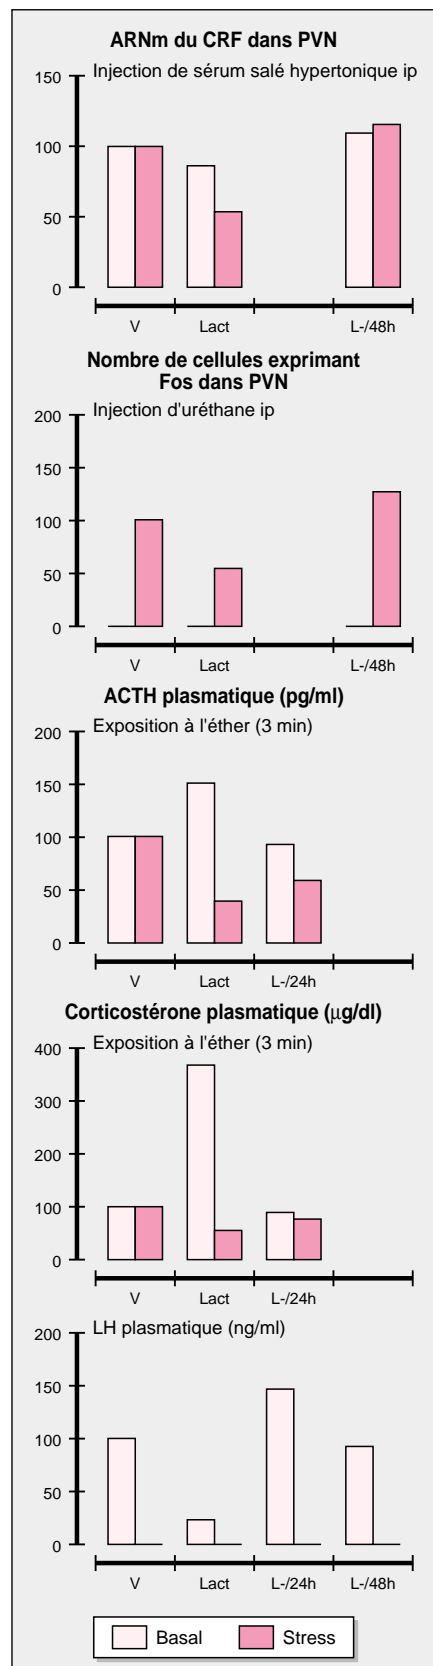 ARNm du CRF dans PVN
Injection de sérum salé hypertonique ip
150
100
50
0
V Lact L-/48h
Nombre de cellules exprimant
Fos dans PVN
Injection d'uréthane ip
200
150
100
50
0
V Lact L-/48h
ACTH plasmatique (pg/ml)
Exposition à l'éther (3 min)
200
150
100
50
0
V Lact L-/24h
Corticostérone plasmatique (µg/dl)
Exposition à l'éther (3 min)
400
300
200
100
0
V Lact L-/24h
LH plasmatique (ng/ml)
200
150
100
50
0
V Lact L-/24h L-/48h
Basal Stress